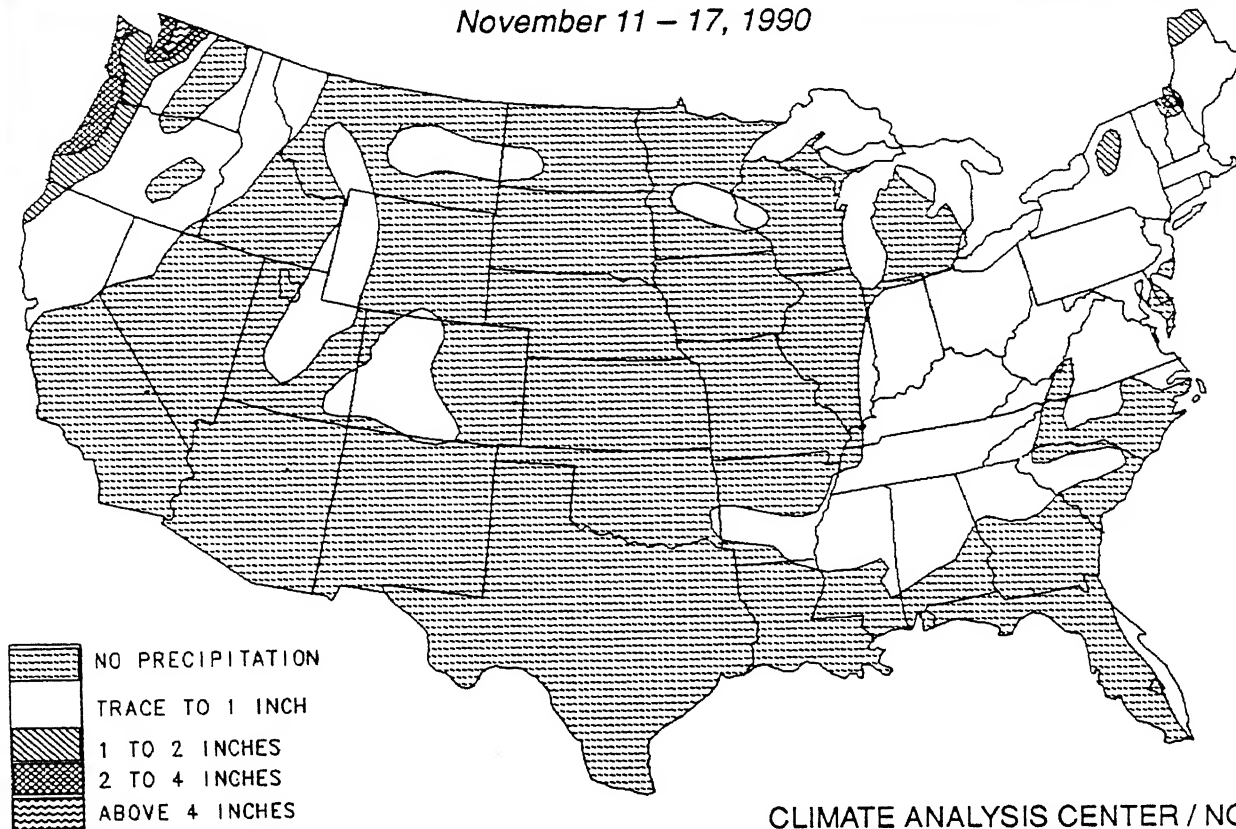 November 11 – 17, 1990
NO PRECIPITATION
TRACE TO 1 INCH
1 TO 2 INCHES
2 TO 4 INCHES
ABOVE 4 INCHES
CLIMATE ANALYSIS CENTER / NO